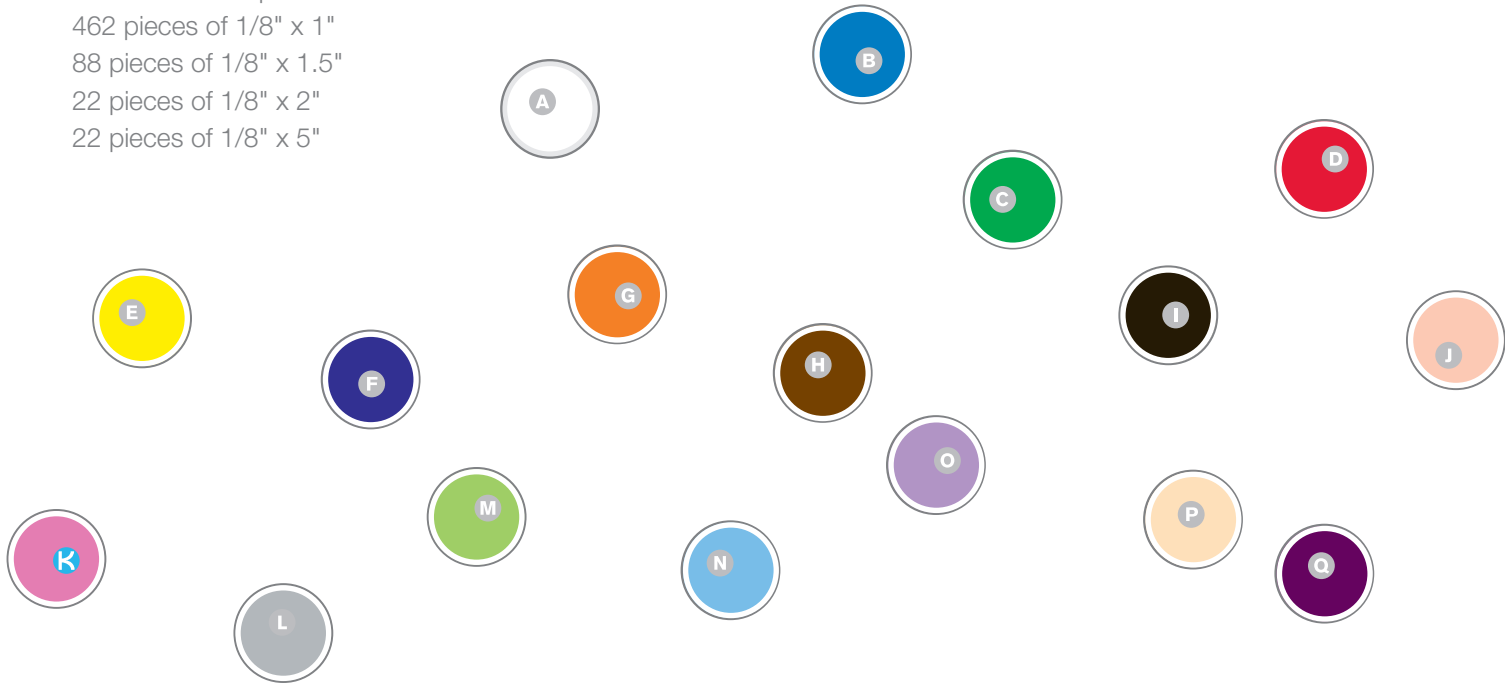 462 pieces of 1/8" x 1"
88 pieces of 1/8" x 1.5"
22 pieces of 1/8" x 2"
22 pieces of 1/8" x 5"
A
B
C
D
E
F
G
H
I
J
K
L
M
N
O
P
Q